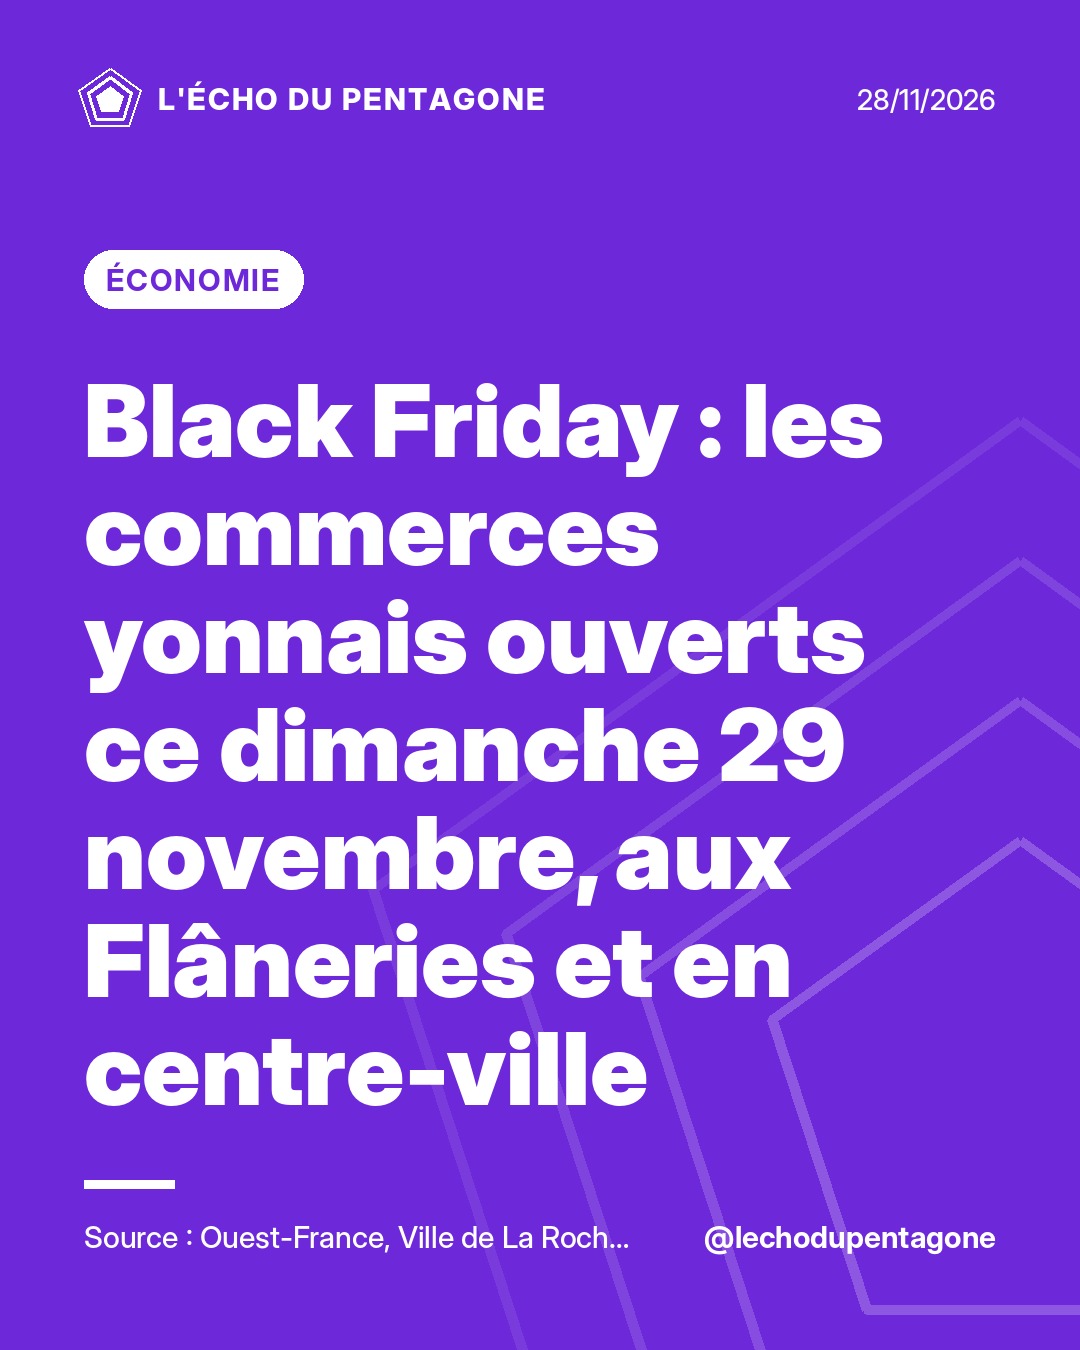 L'ÉCHO DU PENTAGONE
28/11/2026
ÉCONOMIE
Black Friday : les
commerces
yonnais ouverts
ce dimanche 29
novembre, aux
Flâneries et en
centre-ville
Source : Ouest-France, Ville de La Roch...
@lechodupentagone